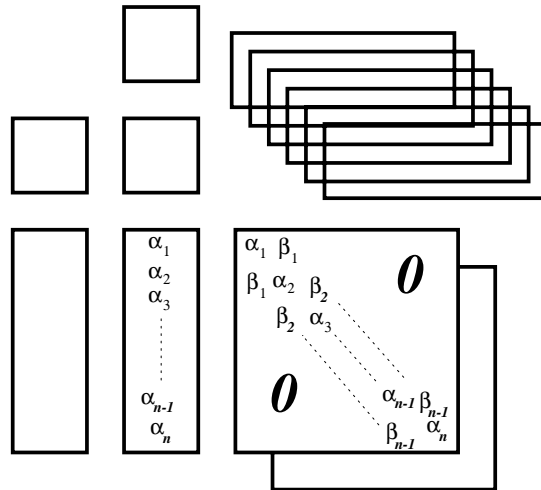 α₁ α₁ β₁
α₂ β₁ α₂ β₂ 0
α₃ β₂ α₃
αₙ₋₁ 0 αₙ₋₁ βₙ₋₁
αₙ βₙ₋₁ αₙ